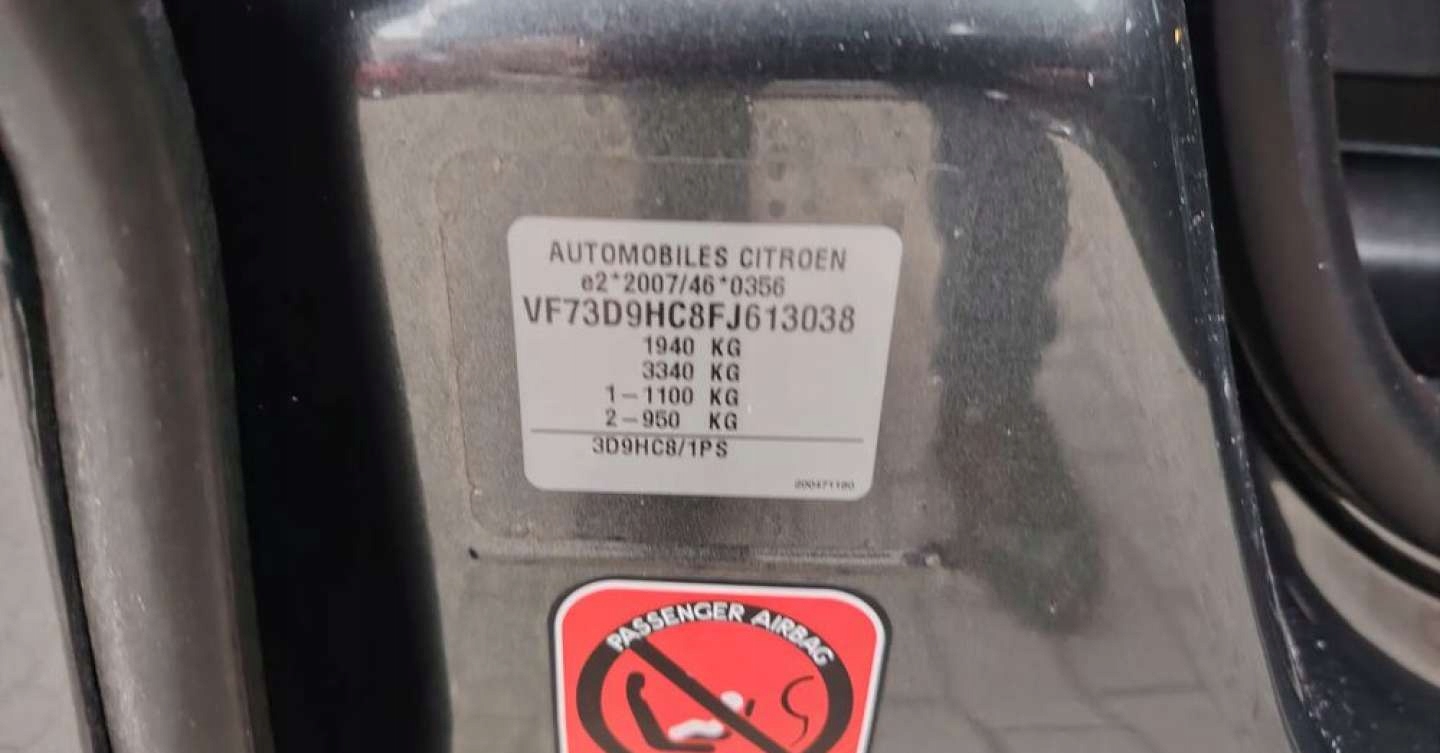 AUTOMOBILES CITROEN
e2*2007/46*0356
VF73D9HC8FJ613038
1940 KG
3340 KG
1-1100 KG
2-950 KG
3D9HC8/1PS
PASSENGER AIRBAG